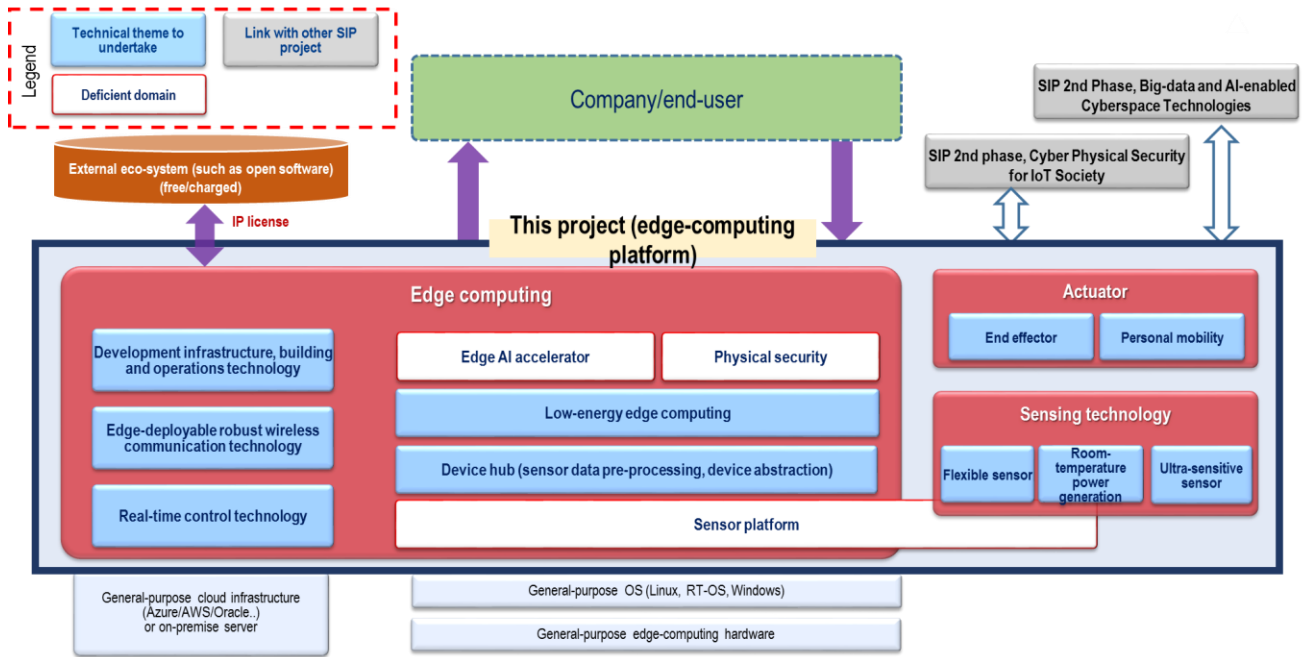 Legend
Technical theme to
undertake
Link with other SIP
project
Deficient domain
Company/end-user
SIP 2nd Phase, Big-data and AI-enabled
Cyberspace Technologies
SIP 2nd phase, Cyber Physical Security
for IoT Society
External eco-system (such as open software)
(free/charged)
IP license
This project (edge-computing
platform)
Edge computing
Development infrastructure, building
and operations technology
Edge-deployable robust wireless
communication technology
Real-time control technology
Edge AI accelerator
Physical security
Low-energy edge computing
Device hub (sensor data pre-processing, device abstraction)
Sensor platform
Actuator
End effector
Personal mobility
Sensing technology
Flexible sensor
Room-
temperature
power
generation
Ultra-sensitive
sensor
General-purpose cloud infrastructure
(Azure/AWS/Oracle..)
or on-premise server
General-purpose OS (Linux, RT-OS, Windows)
General-purpose edge-computing hardware